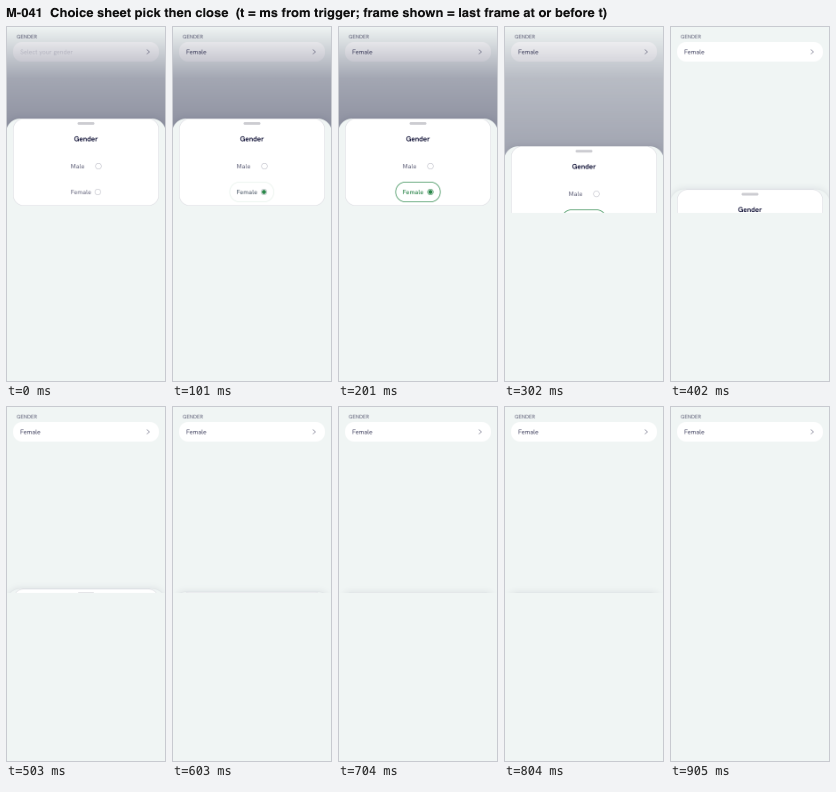 M-041 Choice sheet pick then close (t = ms from trigger; frame shown = last frame at or before t)
GENDER
Select your gender
Gender
Male
Female
t=0 ms
GENDER
Female
Gender
Male
Female
t=101 ms
GENDER
Female
Gender
Male
Female
t=201 ms
GENDER
Female
Gender
Male
t=302 ms
GENDER
Female
Gender
t=402 ms
GENDER
Female
t=503 ms
GENDER
Female
t=603 ms
GENDER
Female
t=704 ms
GENDER
Female
t=804 ms
GENDER
Female
t=905 ms